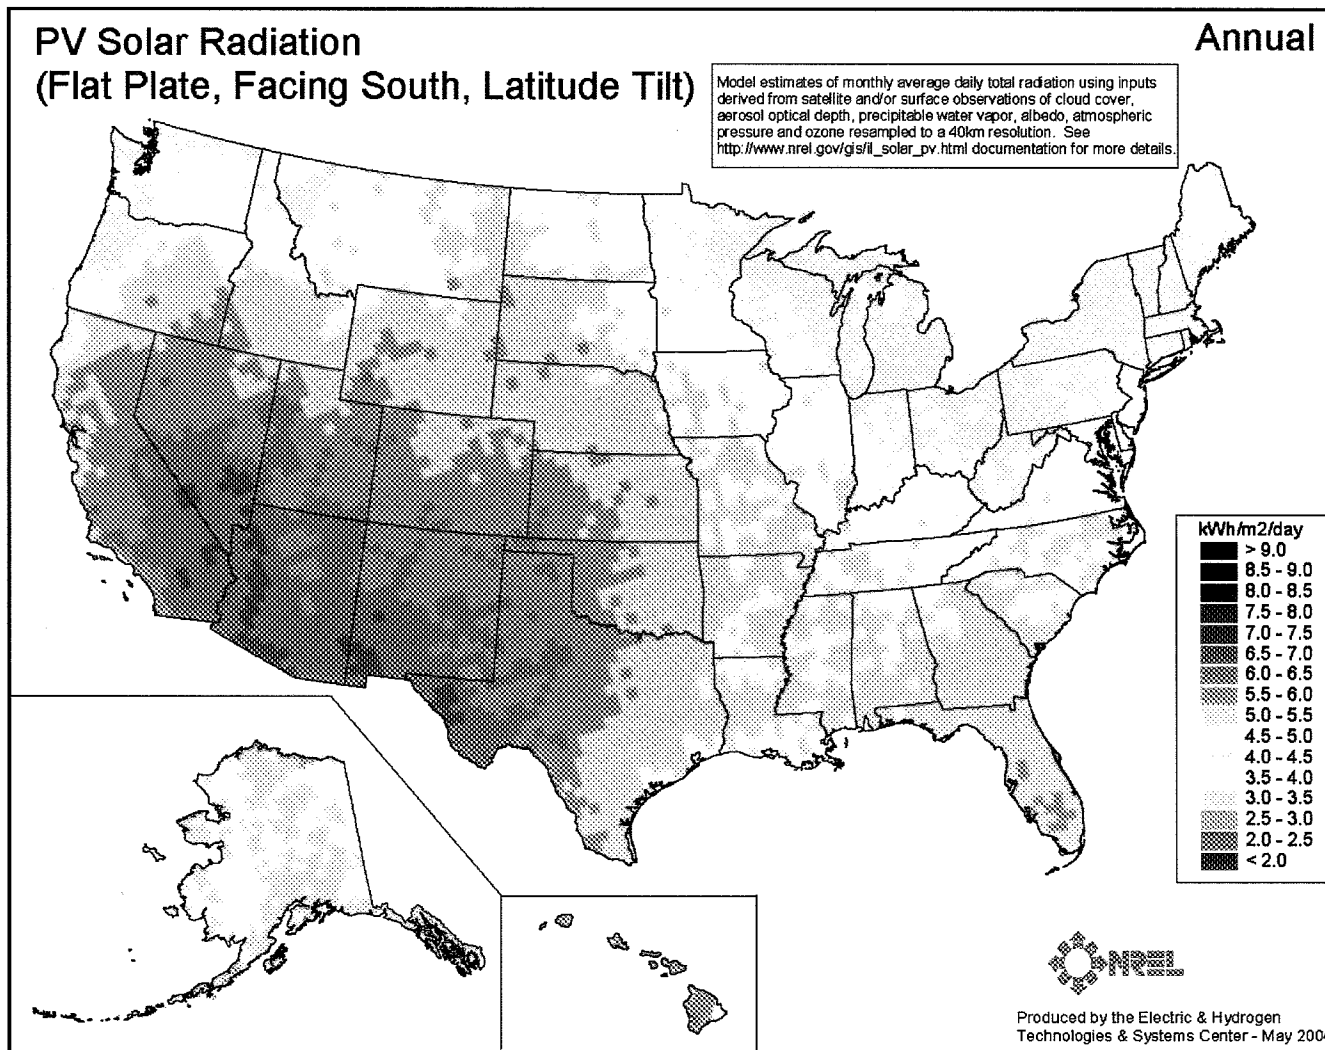 PV Solar Radiation
(Flat Plate, Facing South, Latitude Tilt)
Annual
Model estimates of monthly average daily total radiation using inputs
derived from satellite and/or surface observations of cloud cover,
aerosol optical depth, precipitable water vapor, albedo, atmospheric
pressure and ozone resampled to a 40km resolution. See
http://www.nrel.gov/gis/il_solar_pv.html documentation for more details.
kWh/m2/day
> 9.0
8.5 - 9.0
8.0 - 8.5
7.5 - 8.0
7.0 - 7.5
6.5 - 7.0
6.0 - 6.5
5.5 - 6.0
5.0 - 5.5
4.5 - 5.0
4.0 - 4.5
3.5 - 4.0
3.0 - 3.5
2.5 - 3.0
2.0 - 2.5
< 2.0
NREL
Produced by the Electric & Hydrogen
Technologies & Systems Center - May 2004